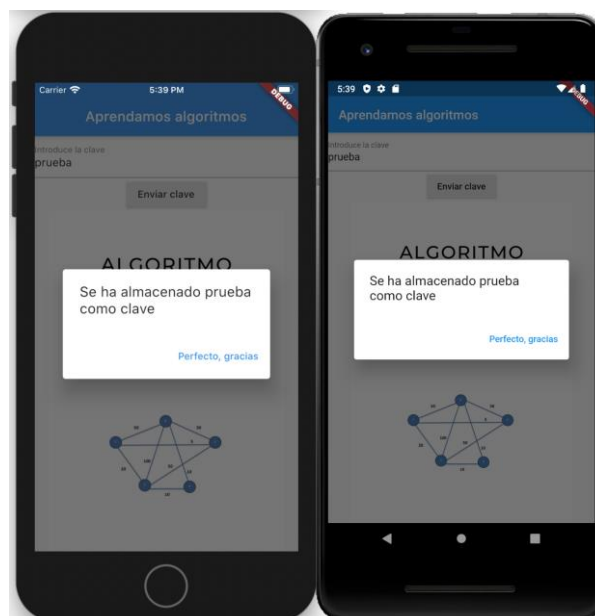 Carrier
5:39 PM
DEBUG
Aprendamos algoritmos
Introduce la clave
prueba
Enviar clave
ALGORITMO
Se ha almacenado prueba
como clave
Perfecto, gracias
5:39
Aprendamos algoritmos
Introduce la clave
prueba
Enviar clave
ALGORITMO
Se ha almacenado prueba
como clave
Perfecto, gracias